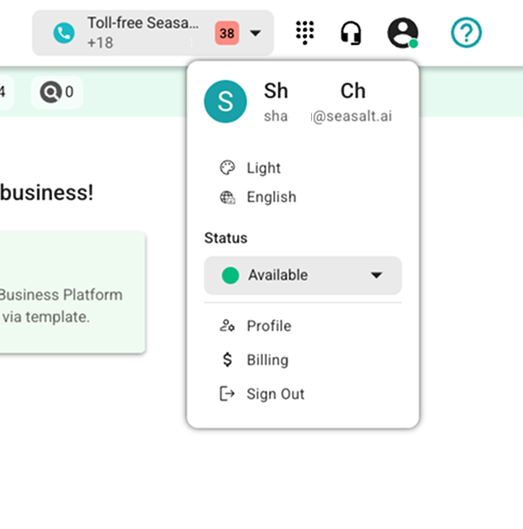 Toll-free Seasa...
+18
38
4
0
S
Sh Ch
sha @seasalt.ai
Light
English
business!
Status
Available
Business Platform
via template.
Profile
$ Billing
Sign Out
?